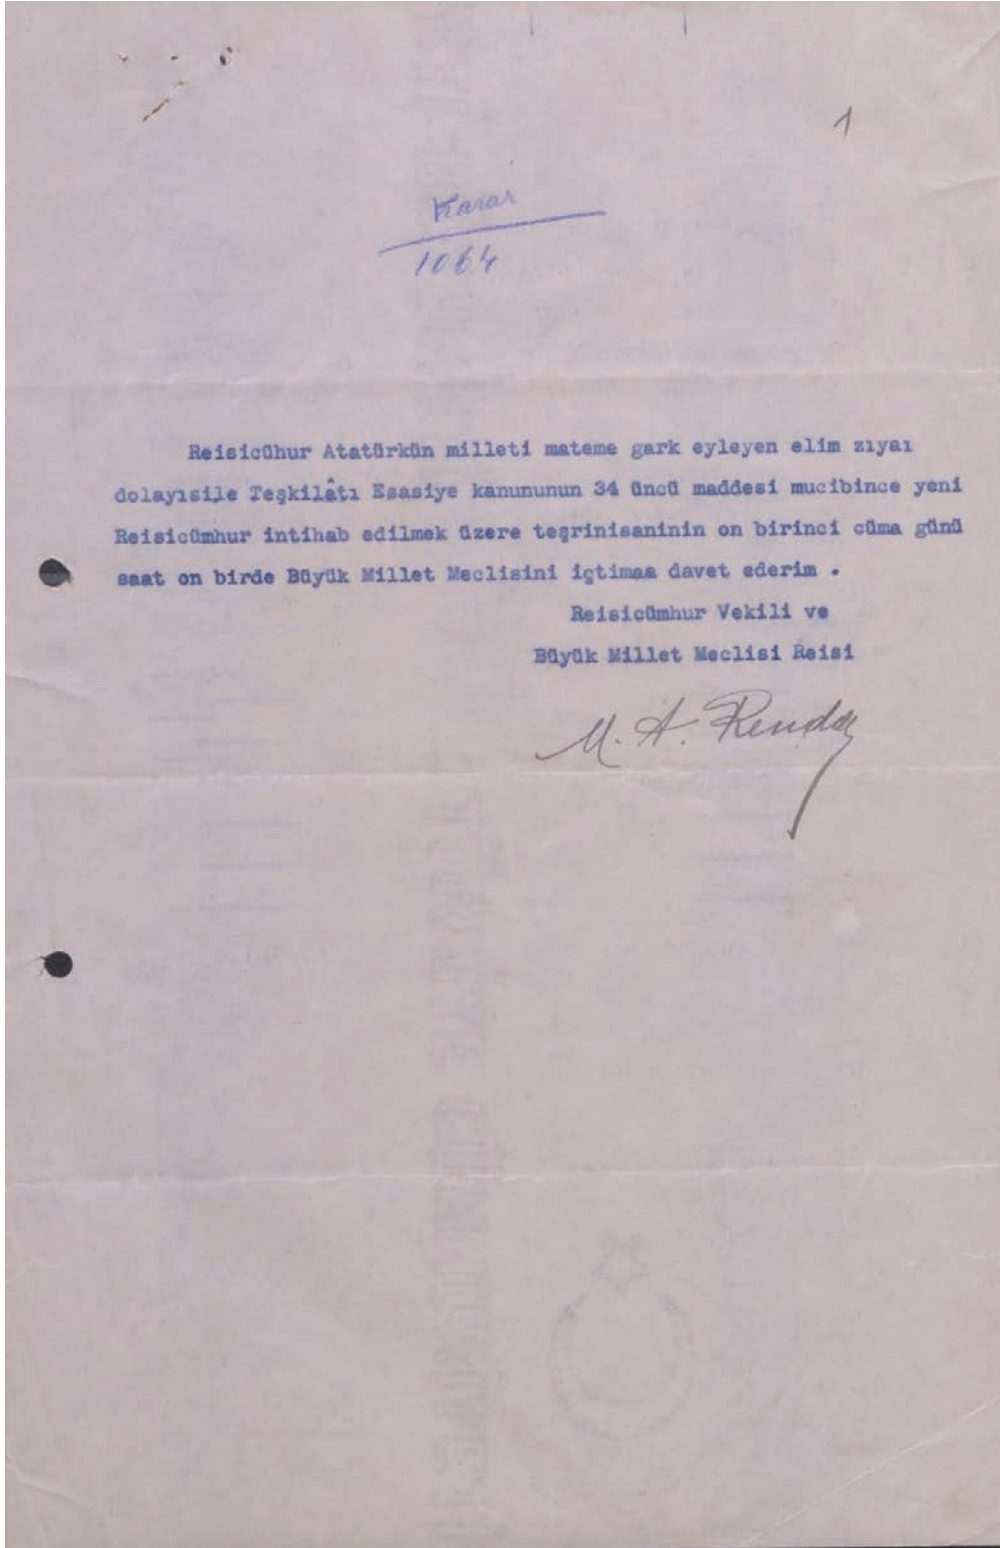 1
Karar
1064
Reisicühur Atatürkün milleti mateme gark eyleyen elim zıyaı
dolayısile Teşkilâtı Esasiye kanununun 34 üncü maddesi mucibince yeni
Reisicümhur intihab edilmek üzere teşrinisaninin on birinci cüma günü
saat on birde Büyük Millet Meclisini içtimaa davet ederim .
Reisicümhur Vekili ve
Büyük Millet Meclisi Reisi
M. A. Renda